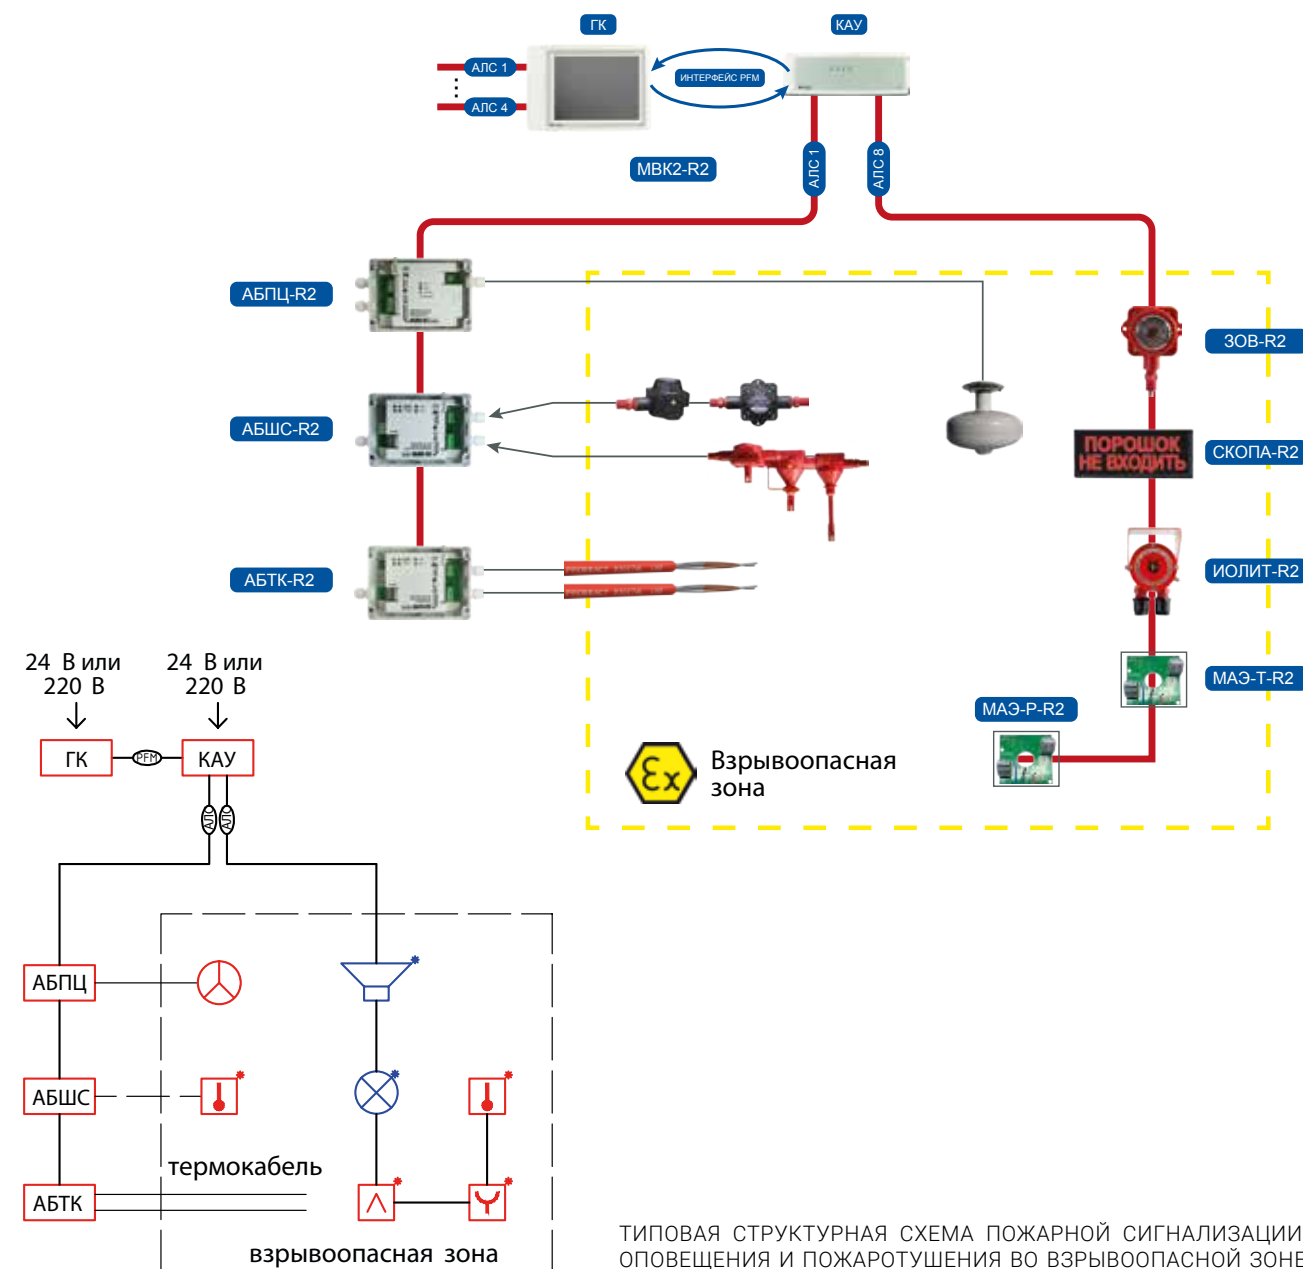 ГК
КАУ
АЛС 1
ИНТЕРФЕЙС PFM
АЛС 4
МВК2-R2
АЛС 1
АЛС 8
АБПЦ-R2
ЗОВ-R2
АБШС-R2
ПОРОШОК
НЕ ВХОДИТЬ
СКОПА-R2
АБТК-R2
ИОЛИТ-R2
МАЭ-Т-R2
МАЭ-Р-R2
Ex
Взрывоопасная
зона
24 В или
220 В
24 В или
220 В
ГК
PFM
КАУ
АЛС
АЛС
АБПЦ
АБШС
термокабель
АБТК
взрывоопасная зона
ТИПОВАЯ СТРУКТУРНАЯ СХЕМА ПОЖАРНОЙ СИГНАЛИЗАЦИИ
ОПОВЕЩЕНИЯ И ПОЖАРОТУШЕНИЯ ВО ВЗРЫВООПАСНОЙ ЗОНЕ